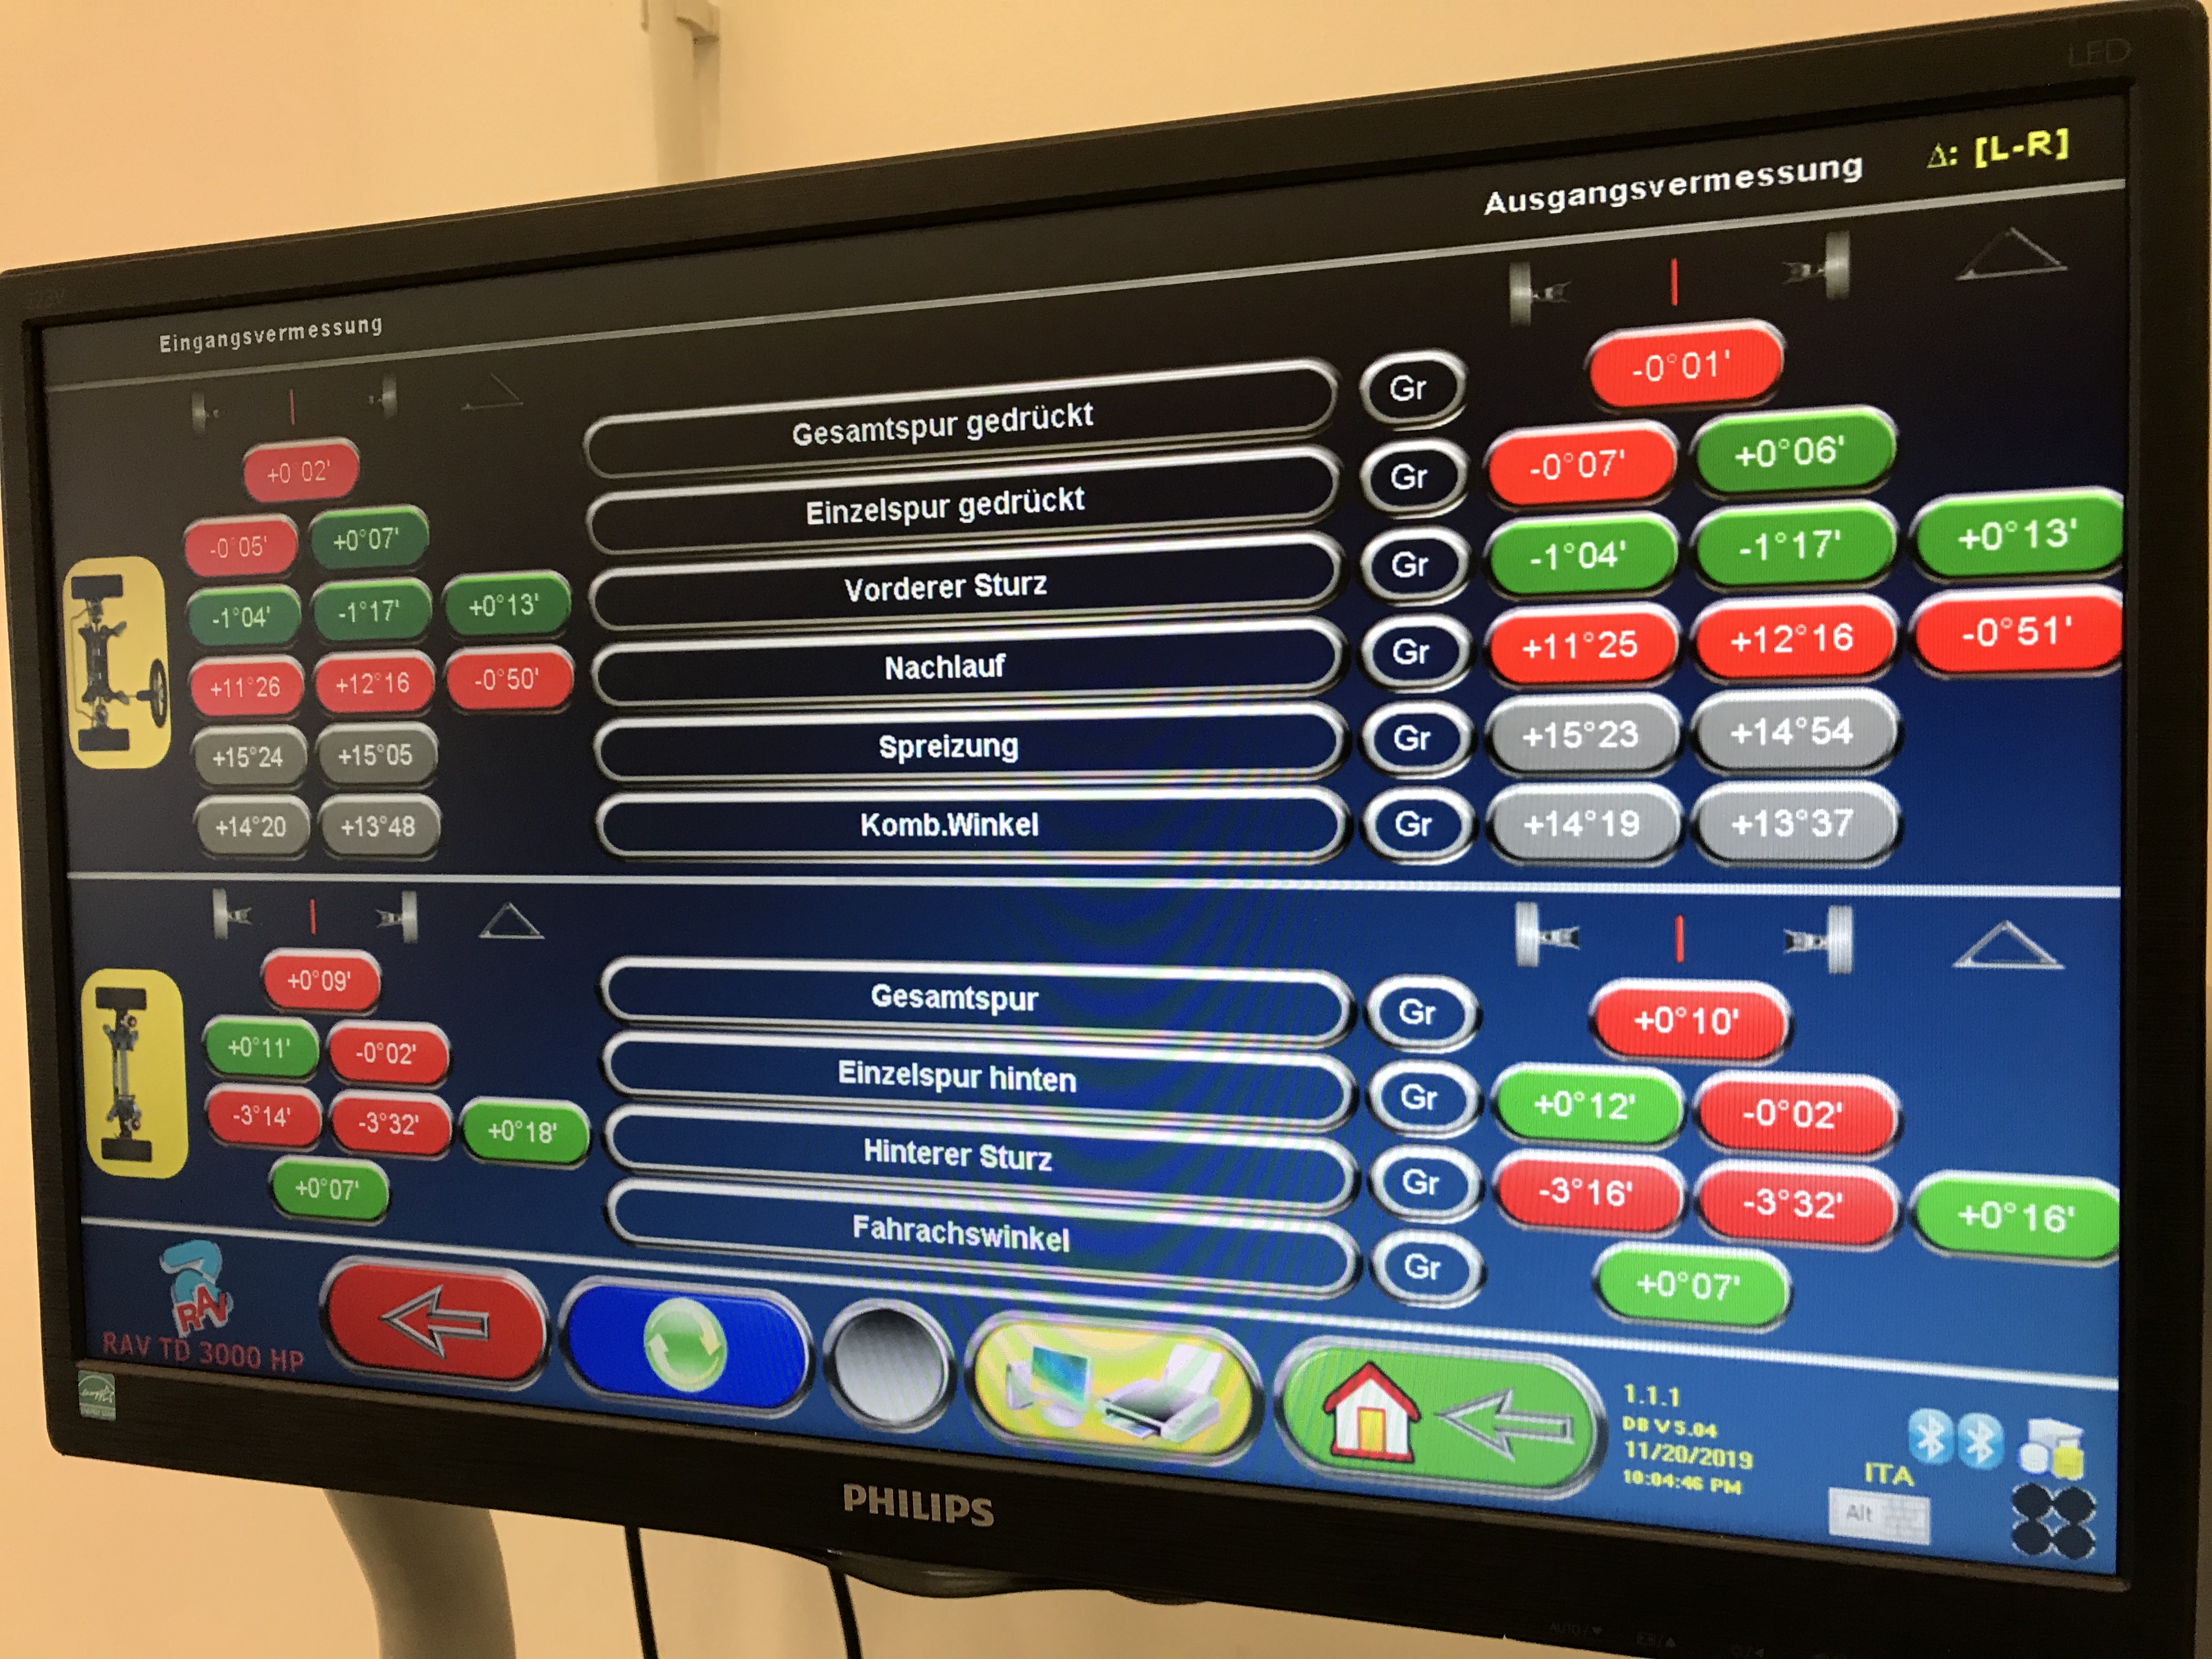 LED
Eingangsvermessung
Ausgangsvermessung
Δ: [L-R]
+0°02' Gesamtspur gedrückt Gr -0°01'
-0°05' +0°07' Einzelspur gedrückt Gr -0°07' +0°06'
-1°04' -1°17' +0°13' Vorderer Sturz Gr -1°04' -1°17' +0°13'
+11°26 +12°16 -0°50' Nachlauf Gr +11°25 +12°16 -0°51'
+15°24 +15°05 Spreizung Gr +15°23 +14°54
+14°20 +13°48 Komb.Winkel Gr +14°19 +13°37
+0°09' Gesamtspur Gr +0°10'
+0°11' -0°02' Einzelspur hinten Gr +0°12' -0°02'
-3°14' -3°32' +0°18' Hinterer Sturz Gr -3°16' -3°32' +0°16'
+0°07' Fahrachswinkel Gr +0°07'
RAV
RAV TD 3000 HP
1.1.1
DB V 5.04
11/20/2019
10:04:46 PM
ITA
Alt
PHILIPS